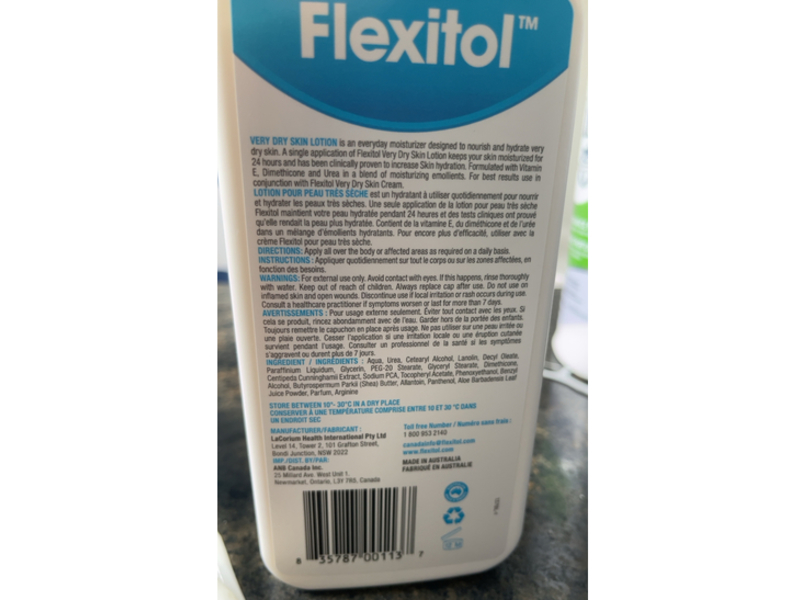 Flexitol™
VERY DRY SKIN LOTION is an everyday moisturizer designed to nourish and hydrate very
dry skin. A single application of Flexitol Very Dry Skin Lotion keeps your skin moisturized for
24 hours and has been clinically proven to increase Skin hydration. Formulated with Vitamin
E, Dimethicone and Urea in a blend of moisturizing emollients. For best results use in
conjunction with Flexitol Very Dry Skin Cream.
LOTION POUR PEAU TRÈS SÈCHE est un hydratant à utiliser quotidiennement pour nourrir
et hydrater les peaux très sèches. Une seule application de la lotion pour peau très sèche
Flexitol maintient votre peau hydratée pendant 24 heures et des tests cliniques ont prouvé
qu'elle rendait la peau plus hydratée. Contient de la vitamine E, du diméthicone et de l'urée
dans un mélange d'émollients hydratants. Pour encore plus d'efficacité, utiliser avec la
crème Flexitol pour peau très sèche.
DIRECTIONS: Apply all over the body or affected areas as required on a daily basis.
INSTRUCTIONS: Appliquer quotidiennement sur tout le corps ou sur les zones affectées, en
fonction des besoins.
WARNINGS: For external use only. Avoid contact with eyes. If this happens, rinse thoroughly
with water. Keep out of reach of children. Always replace cap after use. Do not use on
inflamed skin and open wounds. Discontinue use if local irritation or rash occurs during use.
Consult a healthcare practitioner if symptoms worsen or last for more than 7 days.
AVERTISSEMENTS : Pour usage externe seulement. Éviter tout contact avec les yeux. Si
cela se produit, rincez abondamment avec de l'eau. Garder hors de la portée des enfants.
Toujours remettre le capuchon en place après usage. Ne pas utiliser sur une peau irritée ou
une plaie ouverte. Cesser l'application si une irritation locale ou une éruption cutanée
survient pendant l'usage. Consulter un professionnel de la santé si les symptômes
s'aggravent ou durent plus de 7 jours.
INGREDIENT / INGRÉDIENTS : Aqua, Urea, Cetearyl Alcohol, Lanolin, Decyl Oleate,
Paraffinium Liquidum, Glycerin, PEG-20 Stearate, Glyceryl Stearate, Dimethicone,
Centipeda Cunninghamii Extract, Sodium PCA, Tocopheryl Acetate, Phenoxyethanol, Benzyl
Alcohol, Butyrospermum Parkii (Shea) Butter, Allantoin, Panthenol, Aloe Barbadensis Leaf
Juice Powder, Parfum, Arginine
STORE BETWEEN 10°- 30°C IN A DRY PLACE
CONSERVER À UNE TEMPÉRATURE COMPRISE ENTRE 10 ET 30 °C DANS
UN ENDROIT SEC
MANUFACTURER/FABRICANT :
LaCorium Health International Pty Ltd
Level 14, Tower 2, 101 Grafton Street,
Bondi Junction, NSW 2022
IMP./DIST. BY/PAR:
ANB Canada Inc.
25 Millard Ave. West Unit 1.
Newmarket, Ontario, L3Y 7R5, Canada
Toll free Number / Numéro sans frais :
1 800 953 2140
canadainfo@flexitol.com
www.flexitol.com
MADE IN AUSTRALIA
FABRIQUÉ EN AUSTRALIE
8 35787 00113 7